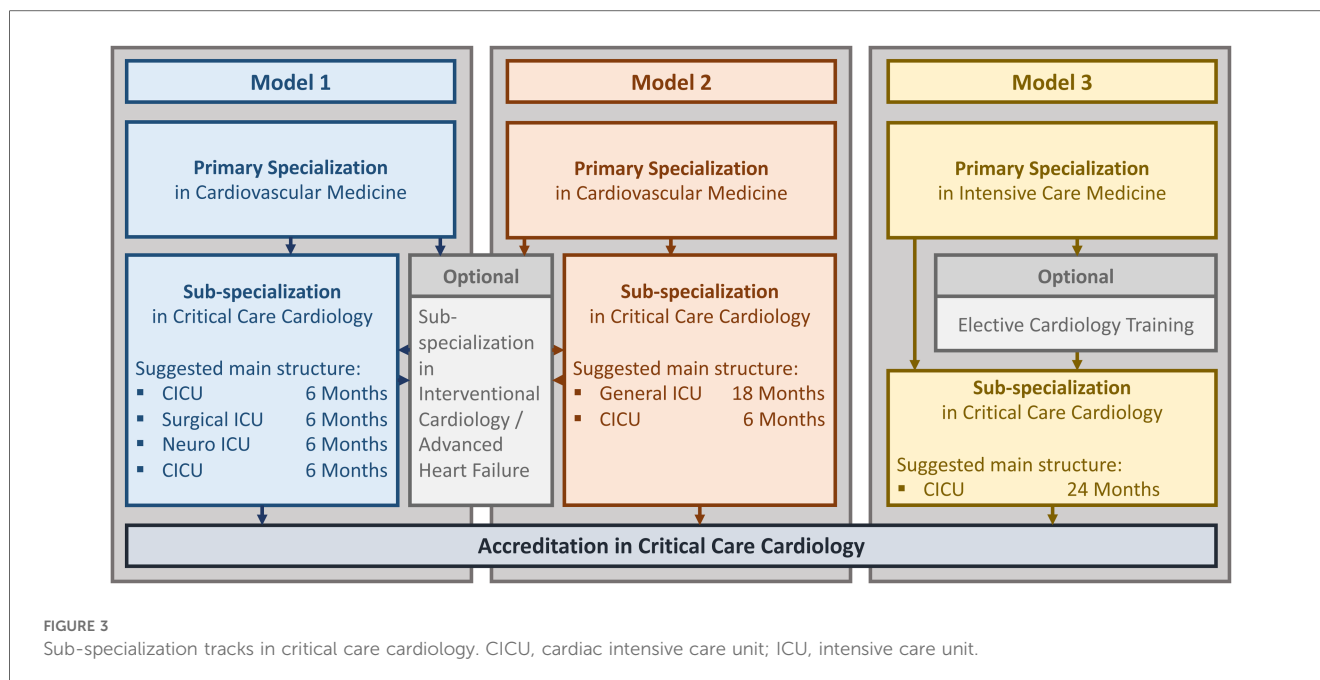 Model 1
Primary Specialization
in Cardiovascular Medicine
Sub-specialization
in Critical Care Cardiology
Suggested main structure:
▪ CICU 6 Months
▪ Surgical ICU 6 Months
▪ Neuro ICU 6 Months
▪ CICU 6 Months
Optional
Sub-
specialization
in
Interventional
Cardiology /
Advanced
Heart Failure
Model 2
Primary Specialization
in Cardiovascular Medicine
Sub-specialization
in Critical Care Cardiology
Suggested main structure:
▪ General ICU 18 Months
▪ CICU 6 Months
Model 3
Primary Specialization
in Intensive Care Medicine
Optional
Elective Cardiology Training
Sub-specialization
in Critical Care Cardiology
Suggested main structure:
▪ CICU 24 Months
Accreditation in Critical Care Cardiology
FIGURE 3
Sub-specialization tracks in critical care cardiology. CICU, cardiac intensive care unit; ICU, intensive care unit.